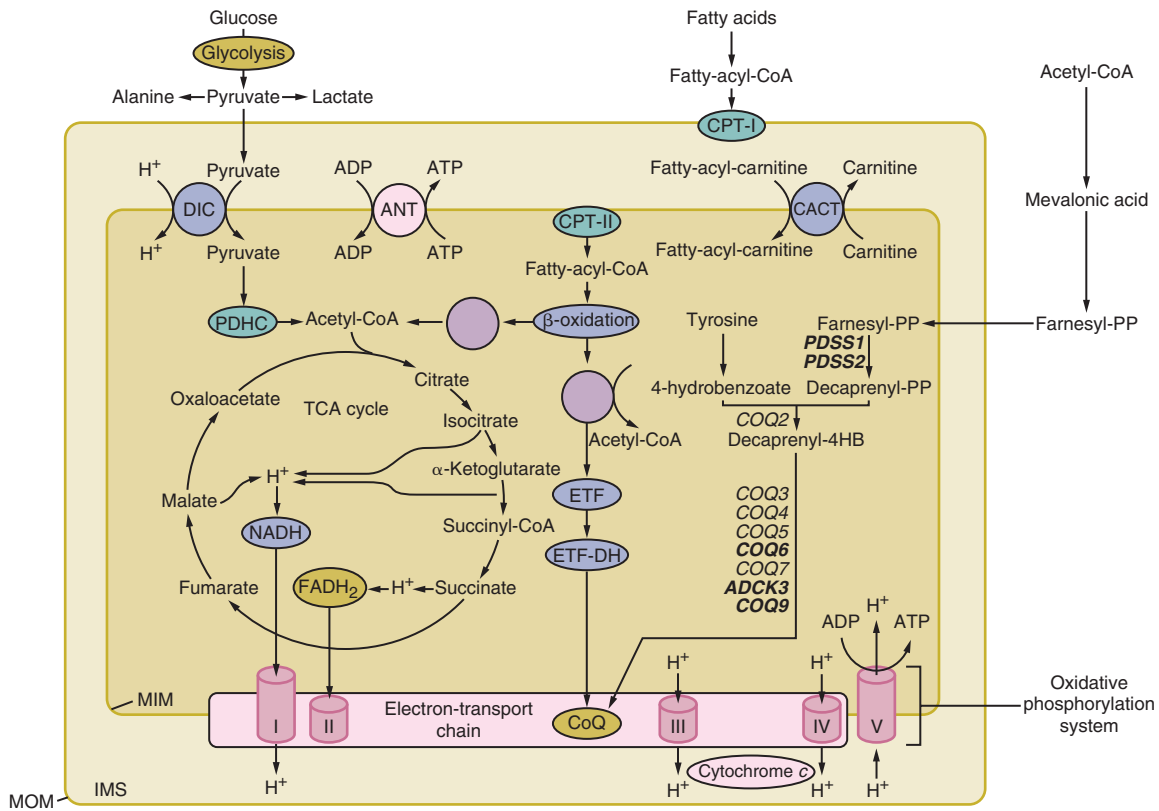 Glucose
Glycolysis
Alanine
Pyruvate
Lactate
Fatty acids
Fatty-acyl-CoA
CPT-I
Acetyl-CoA
Mevalonic acid
Farnesyl-PP
H+
Pyruvate
DIC
H+
Pyruvate
ADP
ATP
ANT
ADP
ATP
CPT-II
Fatty-acyl-CoA
Fatty-acyl-carnitine
Carnitine
CACT
Fatty-acyl-carnitine
Carnitine
PDHC
Acetyl-CoA
β-oxidation
Tyrosine
Farnesyl-PP
PDSS1
PDSS2
4-hydrobenzoate
Decaprenyl-PP
COQ2
Decaprenyl-4HB
Acetyl-CoA
Citrate
Oxaloacetate
TCA cycle
Isocitrate
α-Ketoglutarate
H+
Malate
NADH
Succinyl-CoA
Fumarate
FADH2
H+
Succinate
ETF
ETF-DH
COQ3
COQ4
COQ5
COQ6
COQ7
ADCK3
COQ9
ADP
H+
ATP
H+
H+
MIM
I
II
Electron-transport
chain
CoQ
III
IV
V
Oxidative
phosphorylation
system
H+
H+
Cytochrome c
H+
H+
IMS
MOM